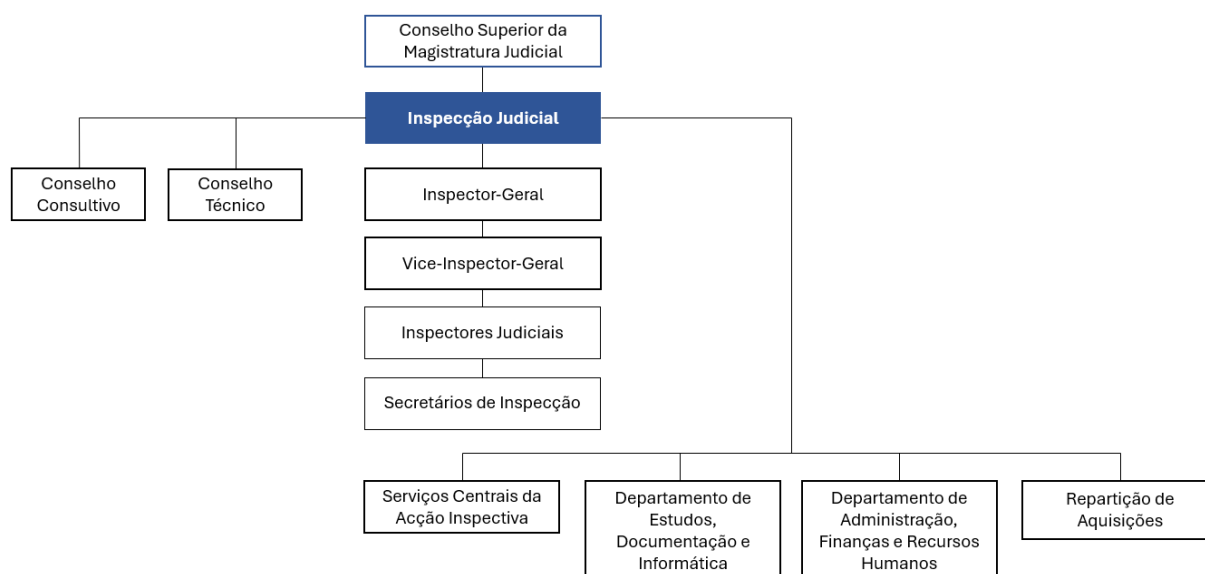 Conselho Superior da
Magistratura Judicial
Inspecção Judicial
Conselho
Consultivo
Conselho
Técnico
Inspector-Geral
Vice-Inspector-Geral
Inspectores Judiciais
Secretários de Inspecção
Serviços Centrais da
Acção Inspectiva
Departamento de
Estudos,
Documentação e
Informática
Departamento de
Administração,
Finanças e Recursos
Humanos
Repartição de
Aquisições